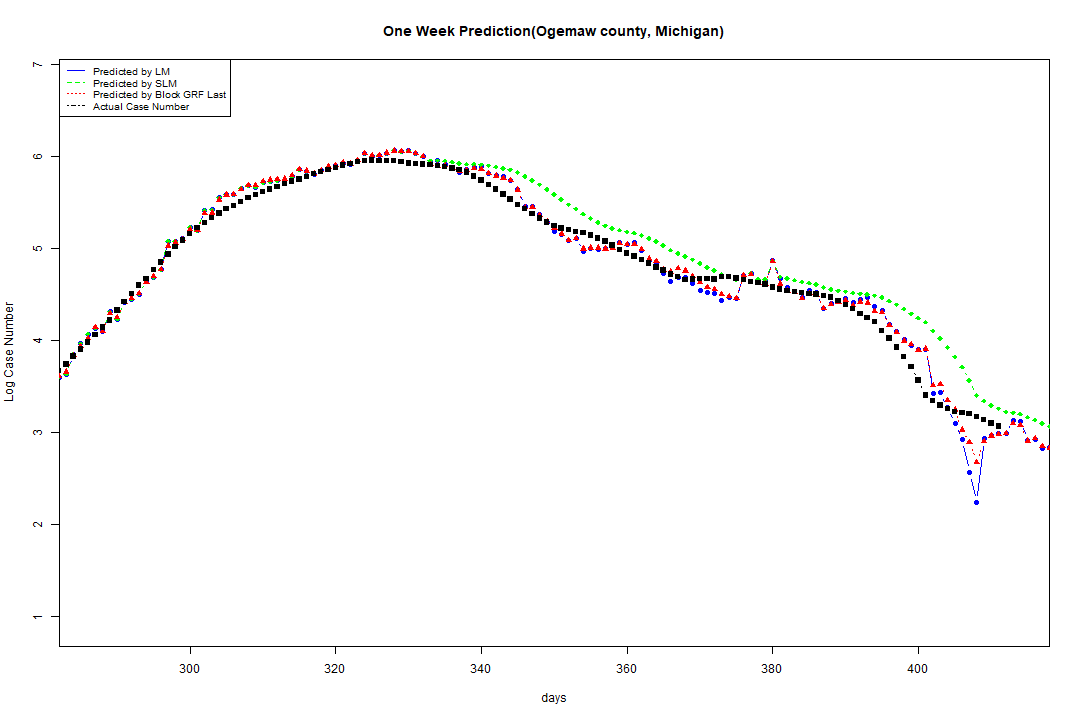 One Week Prediction(Ogemaw county, Michigan)
Predicted by LM
Predicted by SLM
Predicted by Block GRF Last
Actual Case Number
7
6
5
4
3
2
1
Log Case Number
300 320 340 360 380 400
days